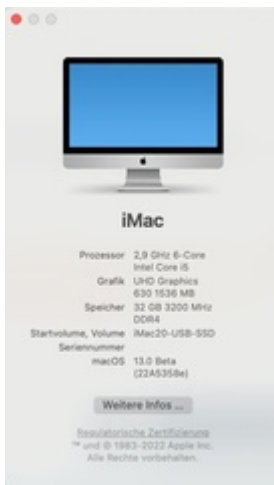 iMac
Prozessor 2,9 GHz 6-Core
Intel Core i5
Grafik UHD Graphics
630 1536 MB
Speicher 32 GB 3200 MHz
DDR4
Startvolume, Volume iMac20-USB-SSD
Seriennummer
macOS 13.0 Beta
(22A5358e)
Weitere Infos ...
Regulatorische Zertifizierung
™ und © 1983-2022 Apple Inc.
Alle Rechte vorbehalten.